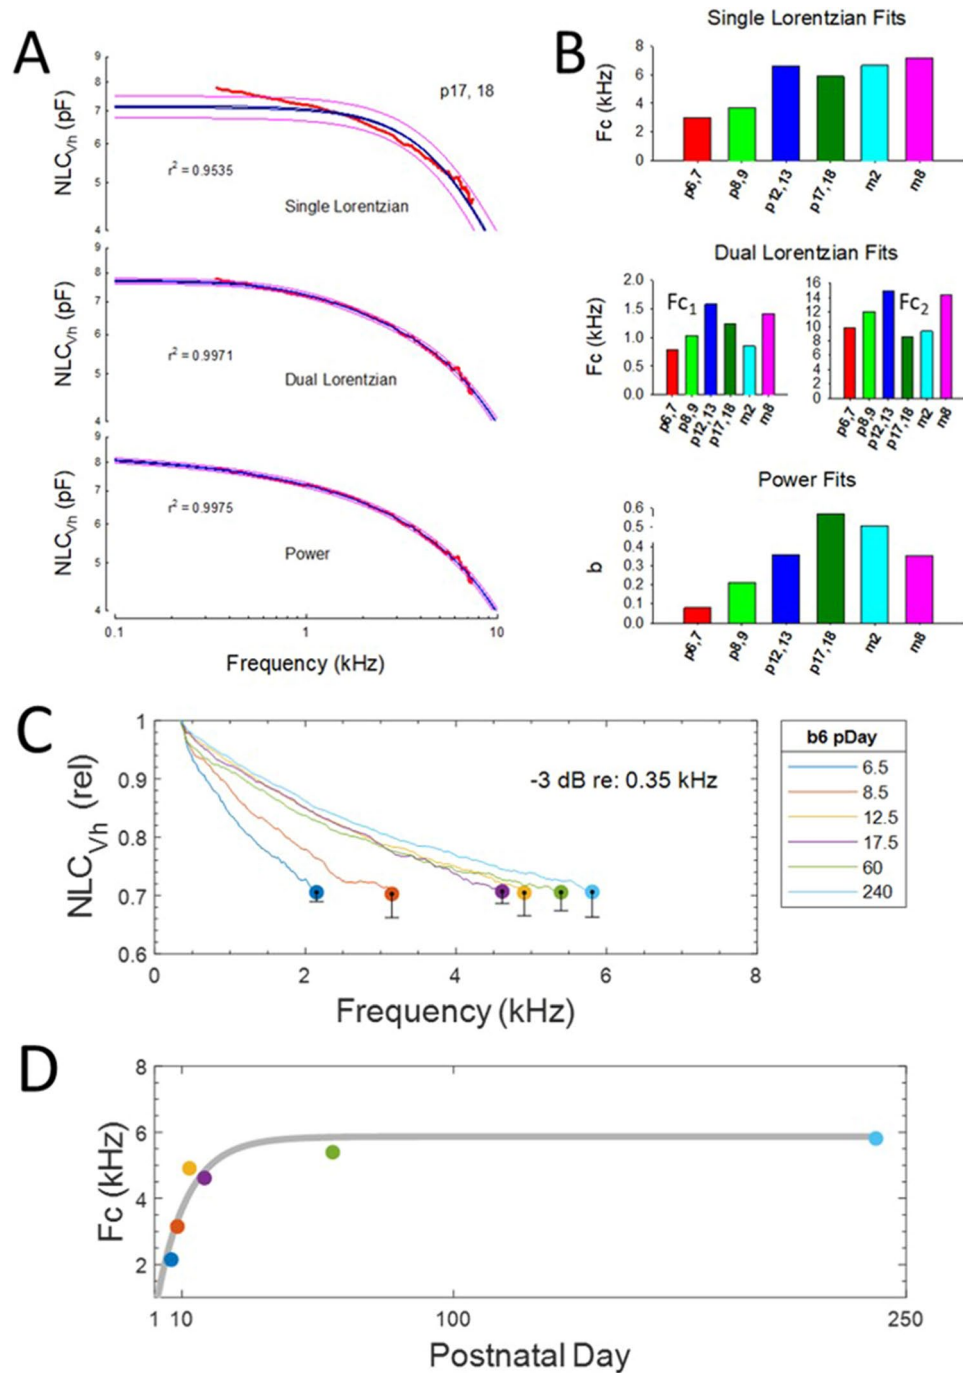 A
9
8
7
6
5
4
NLCVh (pF)
p17, 18
r2 = 0.9535
Single Lorentzian
9
8
7
6
5
4
NLCVh (pF)
r2 = 0.9971
Dual Lorentzian
9
8
7
6
5
4
NLCVh (pF)
r2 = 0.9975
Power
0.1 1 10
Frequency (kHz)
B
Single Lorentzian Fits
8
6
4
2
0
Fc (kHz)
p6,7 p8,9 p12,13 p17,18 m2 m8
Dual Lorentzian Fits
2.0
1.5
1.0
0.5
0.0
Fc (kHz)
Fc1
p6,7 p8,9 p12,13 p17,18 m2 m8
16
14
12
10
8
6
4
2
0
Fc2
p6,7 p8,9 p12,13 p17,18 m2 m8
Power Fits
0.6
0.5
0.4
0.3
0.2
0.1
0.0
b
p6,7 p8,9 p12,13 p17,18 m2 m8
C
1
0.9
0.8
0.7
0.6
NLCVh (rel)
-3 dB re: 0.35 kHz
0 2 4 6 8
Frequency (kHz)
b6 pDay
6.5
8.5
12.5
17.5
60
240
D
8
6
4
2
Fc (kHz)
1 10 100 250
Postnatal Day